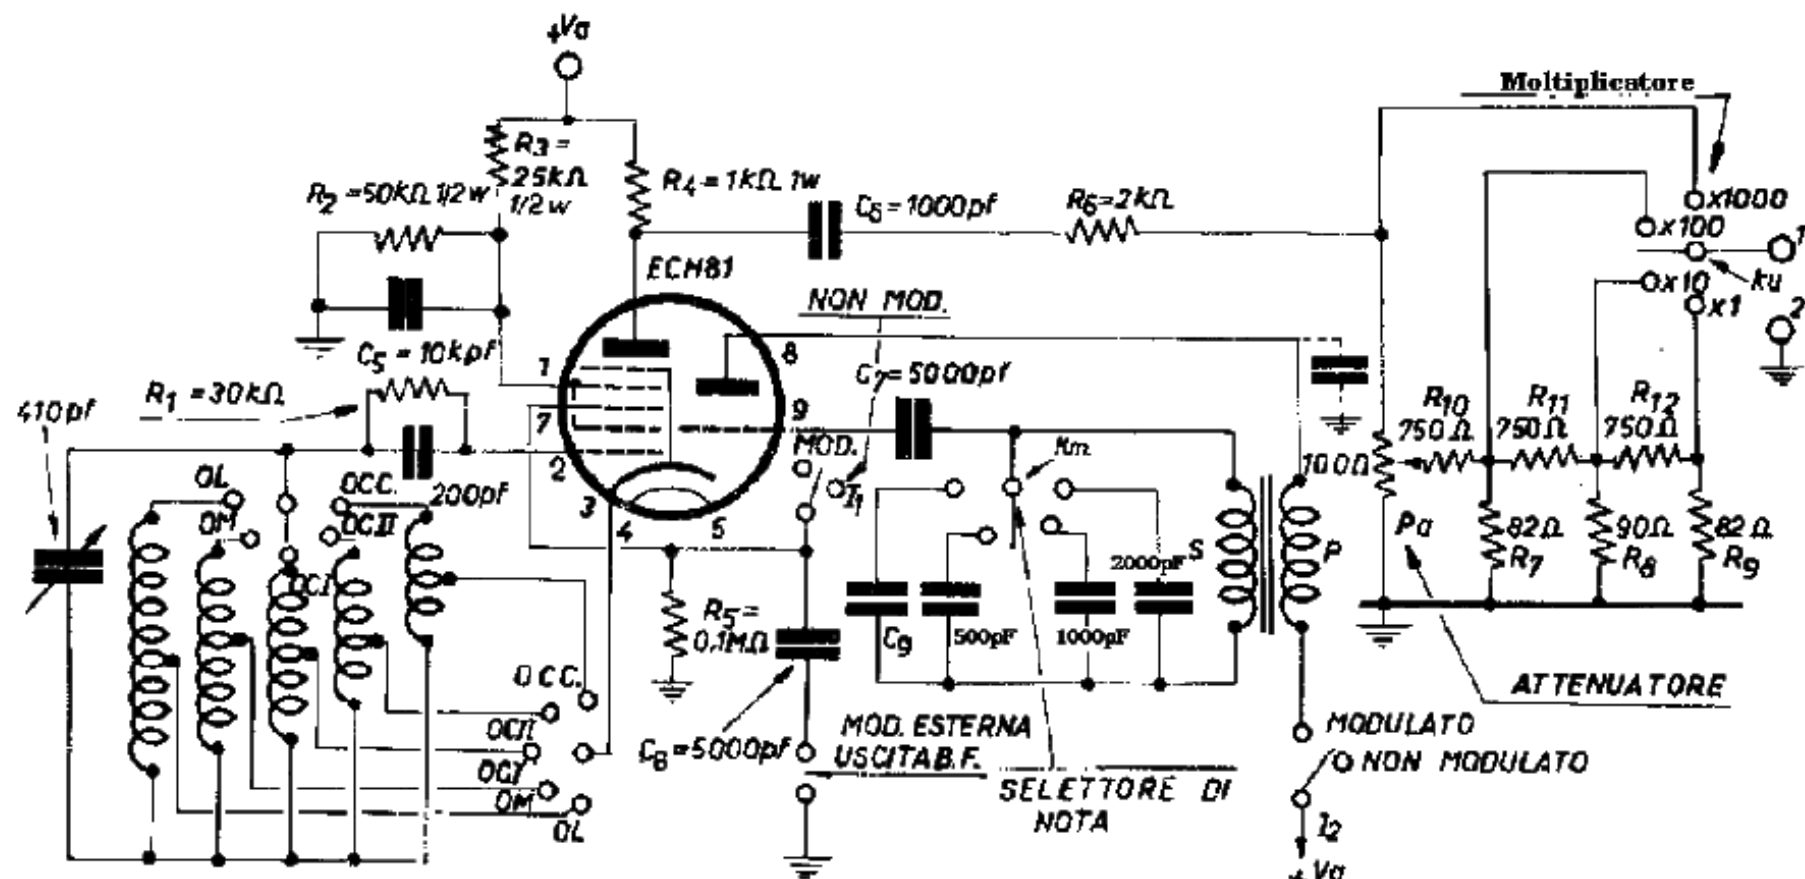 +Va
Moltiplicatore
R3 =
25kΩ
1/2w
R2 = 50kΩ 1/2w
R4 = 1kΩ 1w
C6 = 1000pf
R6 = 2kΩ
x1000
x100
1
Ku
x10
x1
2
ECH81
NON MOD.
C5 = 10kpf
R1 = 30kΩ
410pf
200pf
1
7
2
3
4
5
8
9
C7 = 5000pf
MOD.
I1
Km
R10
750Ω
R11
750Ω
R12
750Ω
100Ω
Pa
82Ω
R7
90Ω
R8
82Ω
R9
OL
OM
OCI
OCC.
OCII
R5 =
0,1MΩ
C9
500pF
1000pF
2000pF
S
P
ATTENUATORE
OCC.
OCII
OCI
OM
OL
C8 = 5000pf
MOD. ESTERNA
USCITA B.F.
SELETTORE DI
NOTA
MODULATO
NON MODULATO
I2
+Va